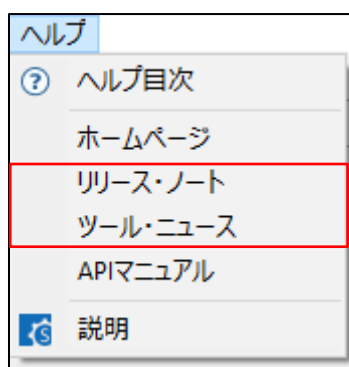 ヘルプ
ヘルプ目次
ホームページ
リリース・ノート
ツール・ニュース
APIマニュアル
説明